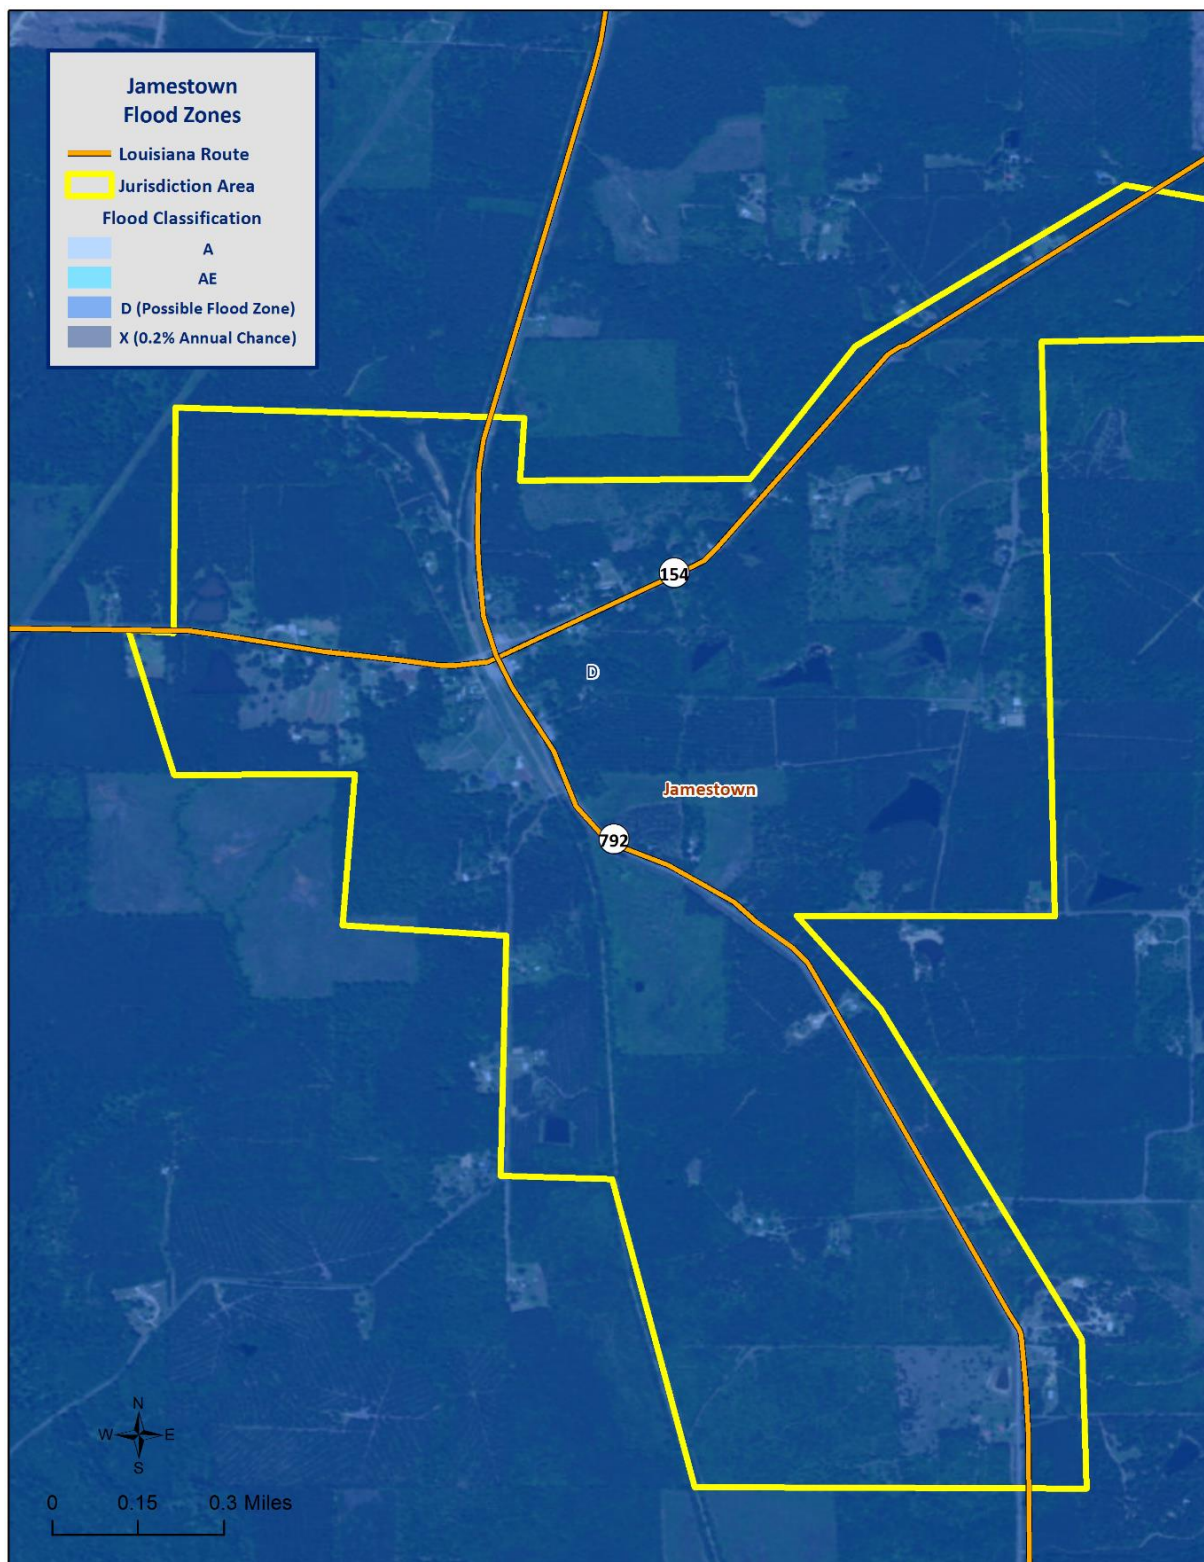 Jamestown
Flood Zones
Louisiana Route
Jurisdiction Area
Flood Classification
A
AE
D (Possible Flood Zone)
X (0.2% Annual Chance)
154
D
Jamestown
792
N
W E
S
0 0.15 0.3 Miles